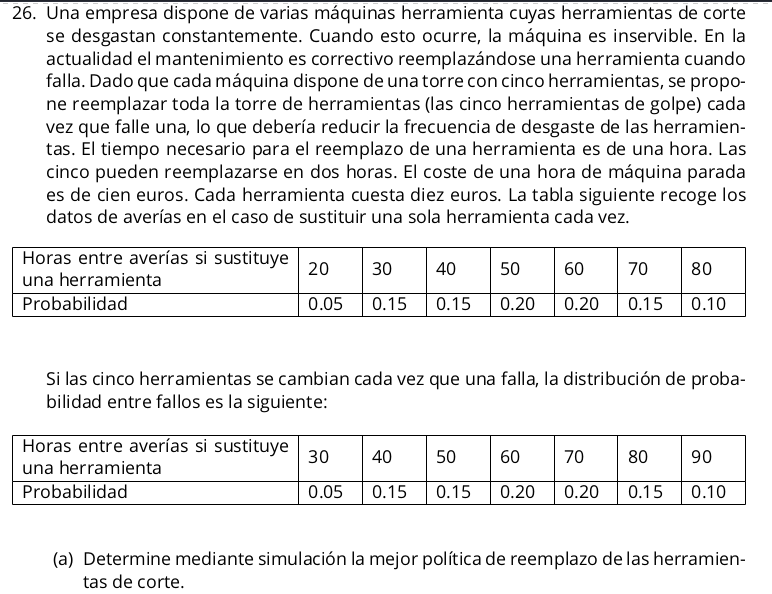 26. Una empresa dispone de varias máquinas herramienta cuyas herramientas de corte
se desgastan constantemente. Cuando esto ocurre, la máquina es inservible. En la
actualidad el mantenimiento es correctivo reemplazándose una herramienta cuando
falla. Dado que cada máquina dispone de una torre con cinco herramientas, se propo-
ne reemplazar toda la torre de herramientas (las cinco herramientas de golpe) cada
vez que falle una, lo que debería reducir la frecuencia de desgaste de las herramien-
tas. El tiempo necesario para el reemplazo de una herramienta es de una hora. Las
cinco pueden reemplazarse en dos horas. El coste de una hora de máquina parada
es de cien euros. Cada herramienta cuesta diez euros. La tabla siguiente recoge los
datos de averías en el caso de sustituir una sola herramienta cada vez.
Horas entre averías si sustituye
una herramienta 20 30 40 50 60 70 80
Probabilidad 0.05 0.15 0.15 0.20 0.20 0.15 0.10
Si las cinco herramientas se cambian cada vez que una falla, la distribución de proba-
bilidad entre fallos es la siguiente:
Horas entre averías si sustituye
una herramienta 30 40 50 60 70 80 90
Probabilidad 0.05 0.15 0.15 0.20 0.20 0.15 0.10
(a) Determine mediante simulación la mejor política de reemplazo de las herramien-
tas de corte.